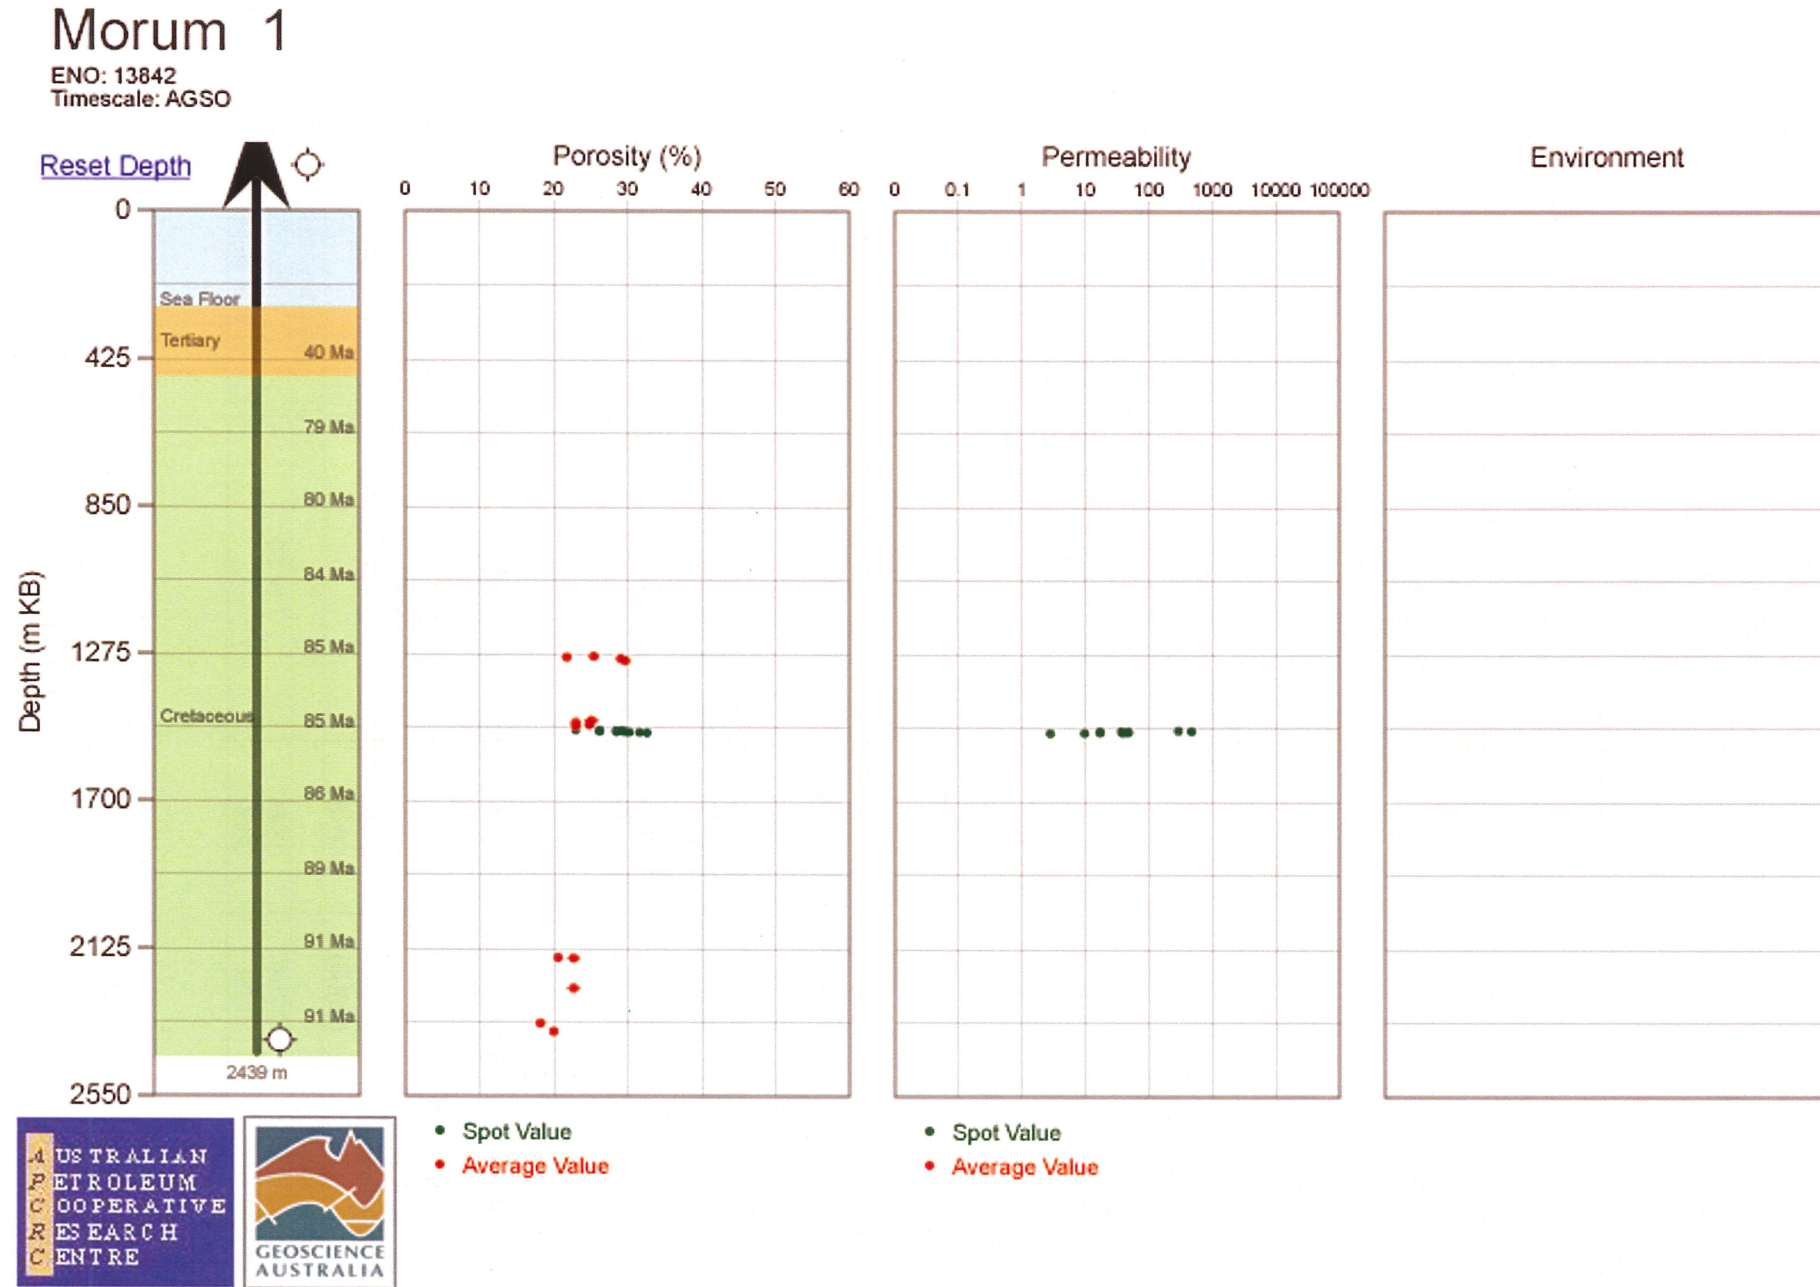 Morum 1
ENO: 13842
Timescale: AGSO
Reset Depth
Porosity (%)
Permeability
Environment
0 10 20 30 40 50 60
0 0.1 1 10 100 1000 10000 100000
Depth (m KB)
0
425
850
1275
1700
2125
2550
Sea Floor
Tertiary
40 Ma
79 Ma
80 Ma
84 Ma
85 Ma
Cretaceous
85 Ma
86 Ma
89 Ma
91 Ma
91 Ma
2439 m
Spot Value
Average Value
Spot Value
Average Value
AUSTRALIAN
PETROLEUM
COOPERATIVE
RESEARCH
CENTRE
GEOSCIENCE
AUSTRALIA